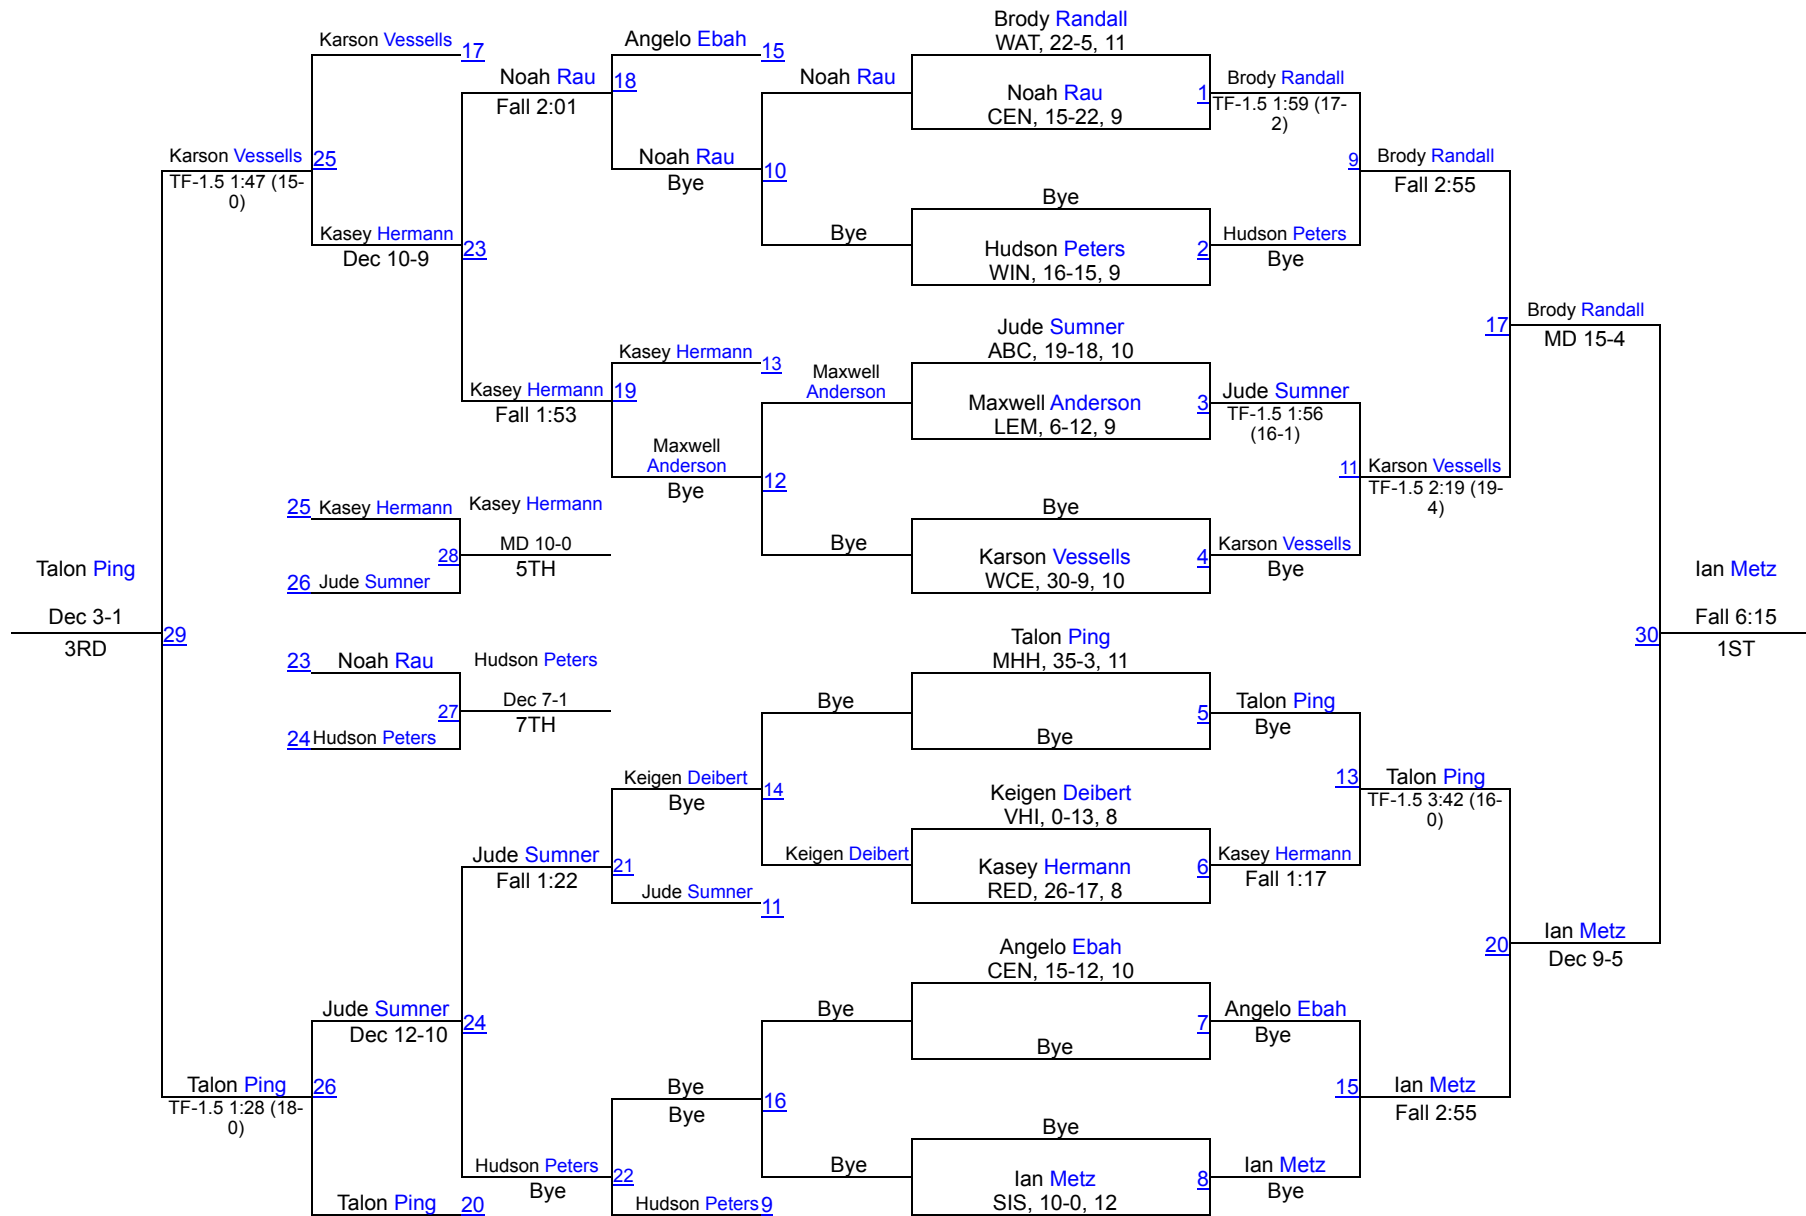 Brody Randall
WAT, 22-5, 11
Karson Vessells
17
Angelo Ebah
15
Noah Rau
18
Fall 2:01
Noah Rau
Noah Rau
CEN, 15-22, 9
1
Brody Randall
TF-1.5 1:59 (17-
2)
Karson Vessells
25
TF-1.5 1:47 (15-
0)
Noah Rau
10
Bye
9
Brody Randall
Fall 2:55
Bye
Kasey Hermann
23
Dec 10-9
Bye
Hudson Peters
WIN, 16-15, 9
2
Hudson Peters
Bye
17
Brody Randall
MD 15-4
Jude Sumner
ABC, 19-18, 10
Kasey Hermann
13
Maxwell
Anderson
Kasey Hermann
19
Fall 1:53
Maxwell Anderson
LEM, 6-12, 9
3
Jude Sumner
TF-1.5 1:56
(16-1)
Maxwell
Anderson
12
Bye
11
Karson Vessells
TF-1.5 2:19 (19-
4)
25
Kasey Hermann
Kasey Hermann
Bye
28
MD 10-0
5TH
Bye
Karson Vessells
WCE, 30-9, 10
4
Karson Vessells
Bye
26
Jude Sumner
Talon Ping
Dec 3-1
29
3RD
Ian Metz
Fall 6:15
30
1ST
Talon Ping
MHH, 35-3, 11
23
Noah Rau
Hudson Peters
27
Dec 7-1
7TH
24
Hudson Peters
Bye
Bye
5
Talon Ping
Bye
Keigen Deibert
14
Bye
Keigen Deibert
VHI, 0-13, 8
13
Talon Ping
TF-1.5 3:42 (16-
0)
Jude Sumner
21
Fall 1:22
Keigen Deibert
Kasey Hermann
RED, 26-17, 8
6
Kasey Hermann
Fall 1:17
Jude Sumner
11
Angelo Ebah
CEN, 15-12, 10
20
Ian Metz
Dec 9-5
Jude Sumner
24
Dec 12-10
Bye
Bye
7
Angelo Ebah
Bye
Talon Ping
26
TF-1.5 1:28 (18-
0)
Bye
16
Bye
15
Ian Metz
Fall 2:55
Bye
Hudson Peters
22
Bye
Bye
Ian Metz
SIS, 10-0, 12
8
Ian Metz
Bye
Talon Ping
20
Hudson Peters
9